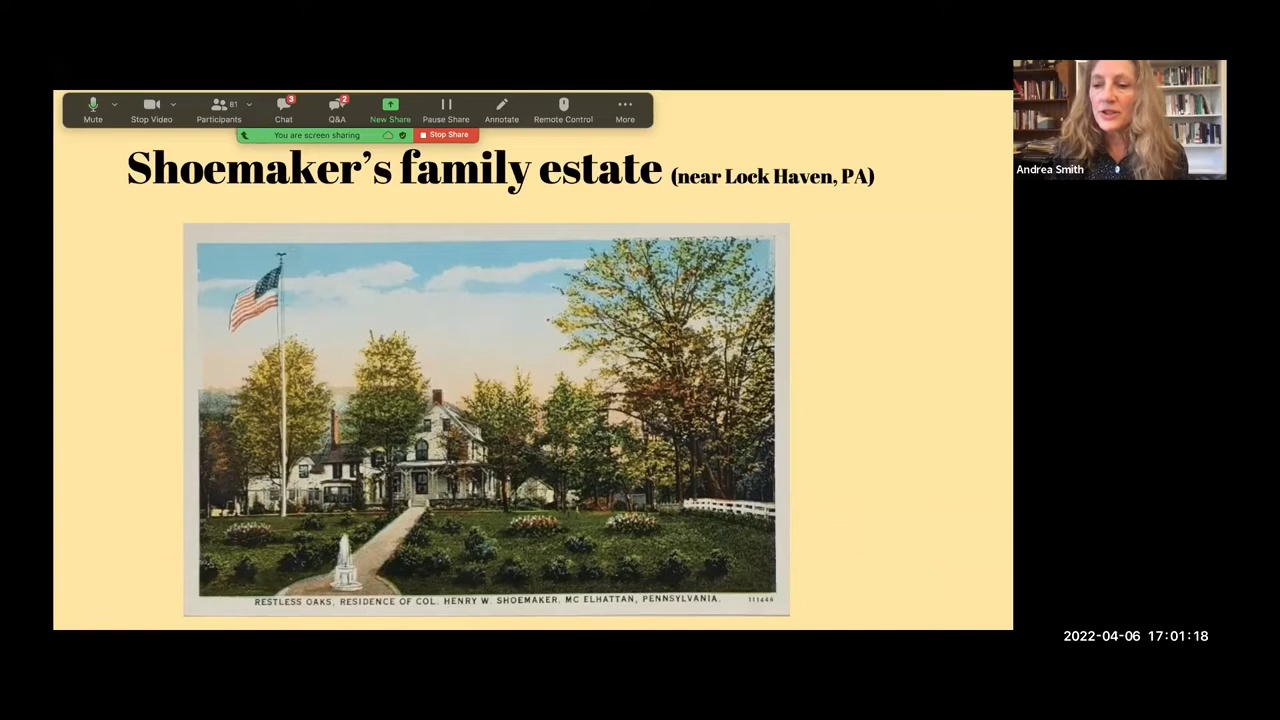 81
3
2
Mute
Stop Video
Participants
Chat
Q&A
New Share
Pause Share
Annotate
Remote Control
More
You are screen sharing
Stop Share
Shoemaker’s family estate (near Lock Haven, PA)
Andrea Smith
RESTLESS OAKS, RESIDENCE OF COL. HENRY W. SHOEMAKER, MC ELHATTAN, PENNSYLVANIA.
111446
2022-04-06 17:01:18